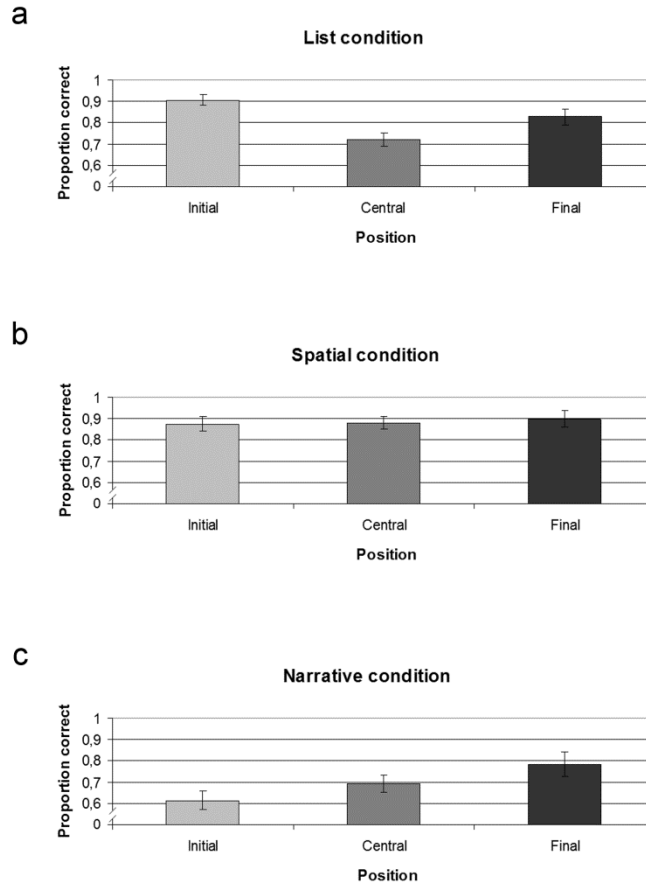 a
List condition
Proportion correct
1
0,9
0,8
0,7
0,6
0
Initial Central Final
Position
b
Spatial condition
Proportion correct
1
0,9
0,8
0,7
0,6
0
Initial Central Final
Position
c
Narrative condition
Proportion correct
1
0,9
0,8
0,7
0,6
0
Initial Central Final
Position